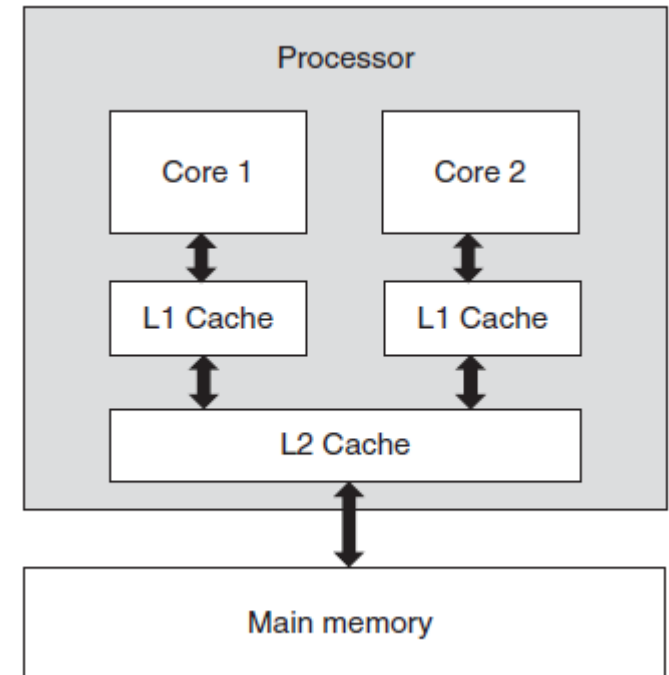 Processor
Core 1
Core 2
L1 Cache
L1 Cache
L2 Cache
Main memory